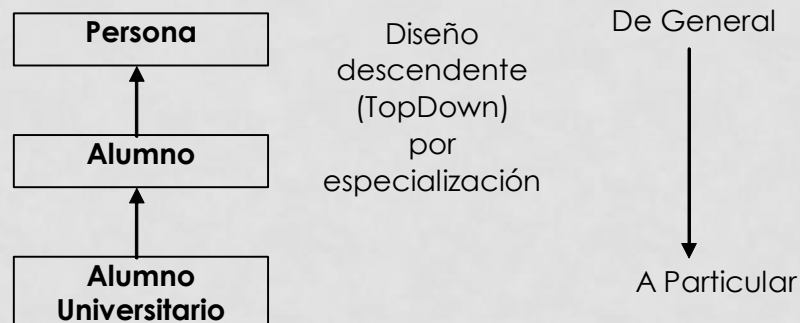 Persona
Alumno
Alumno
Universitario
Diseño
descendente
(TopDown)
por
especialización
De General
A Particular